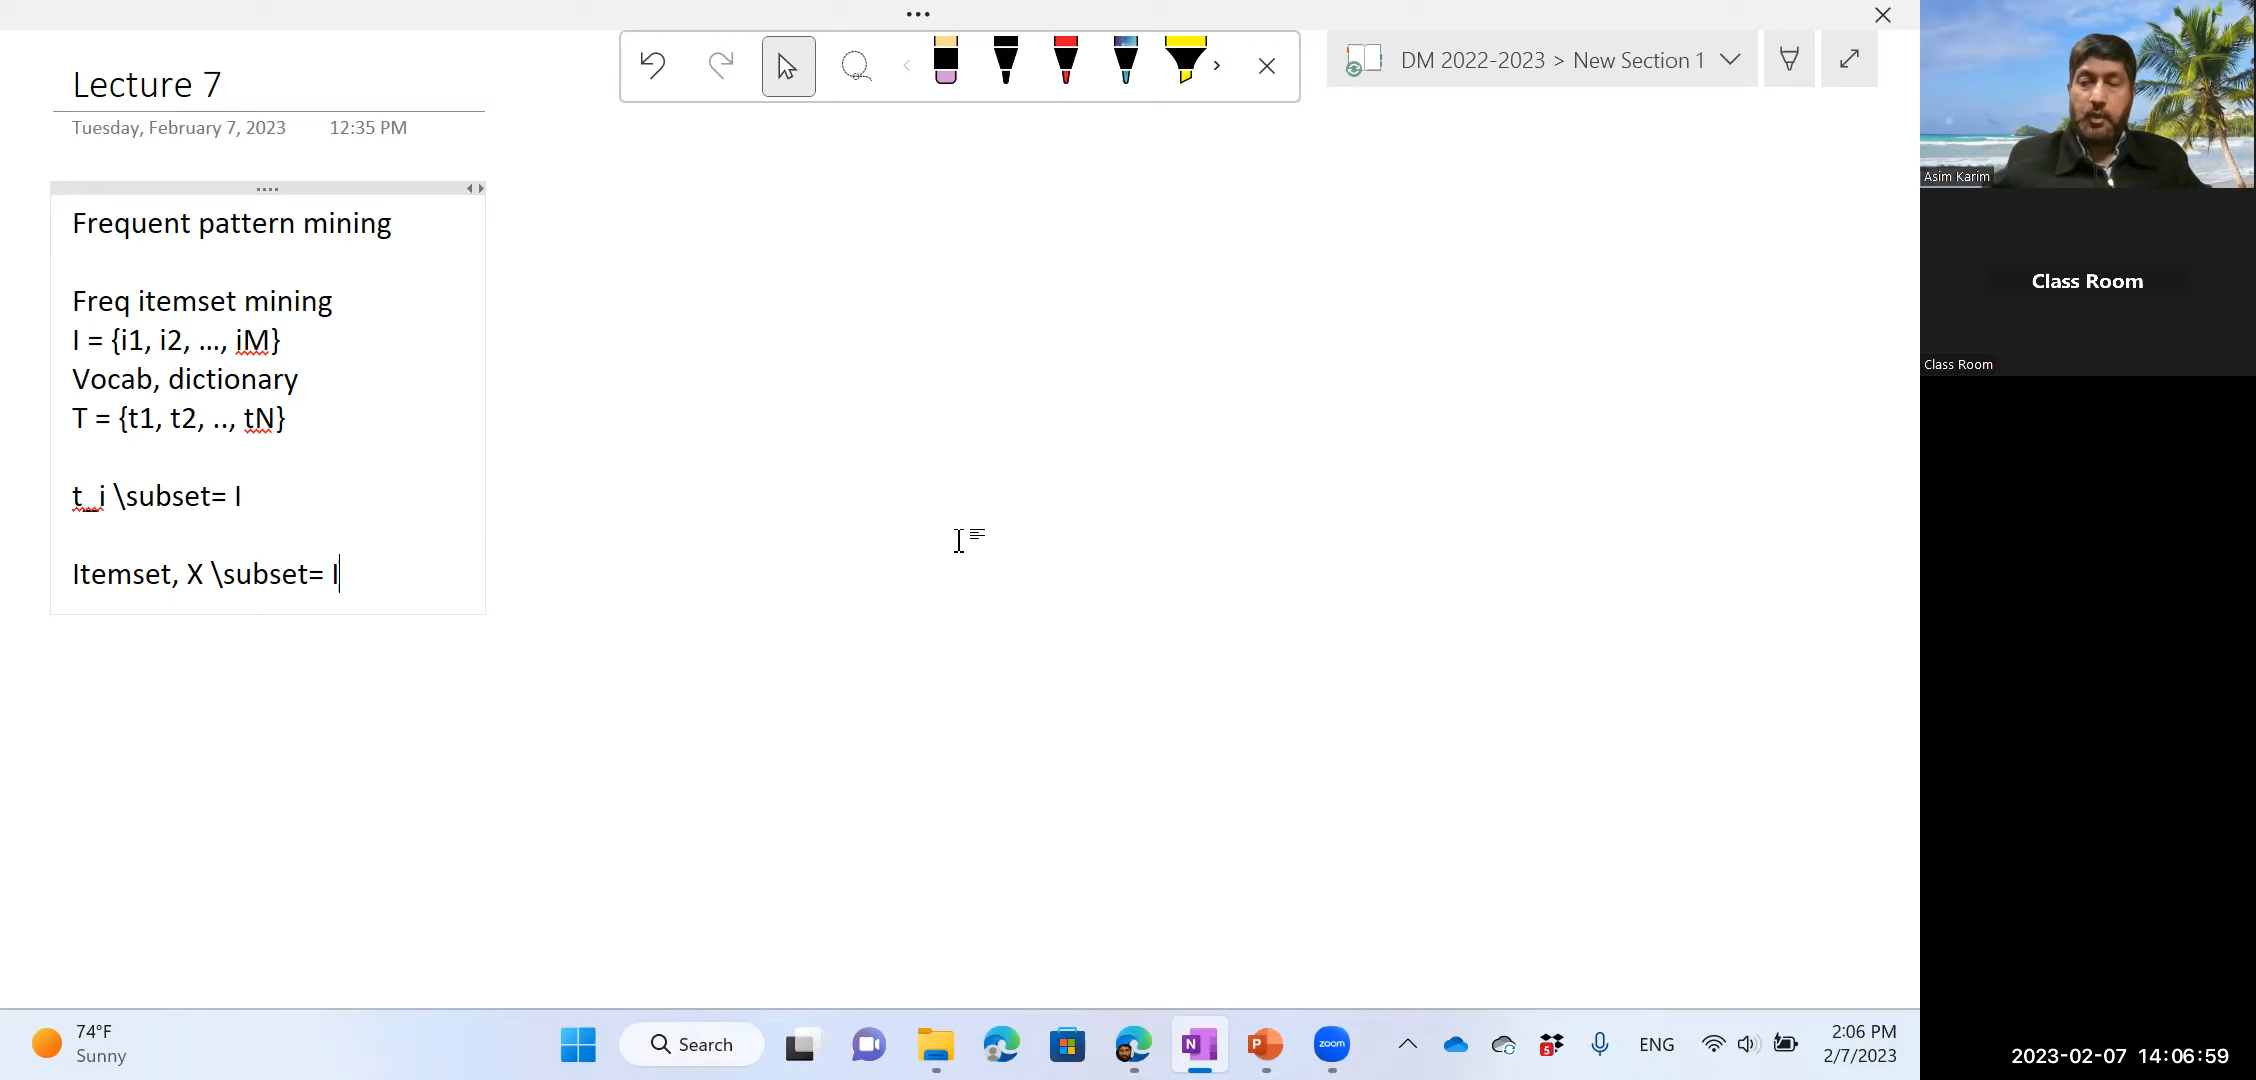 Lecture 7
Tuesday, February 7, 2023 12:35 PM
Frequent pattern mining
Freq itemset mining
I = {i1, i2, ..., iM}
Vocab, dictionary
T = {t1, t2, .., tN}
t_i \subset= I
Itemset, X \subset= I
DM 2022-2023 > New Section 1
Asim Karim
Class Room
Class Room
74°F
Sunny
Search
N
P
zoom
5
ENG
2:06 PM
2/7/2023
2023-02-07 14:06:59